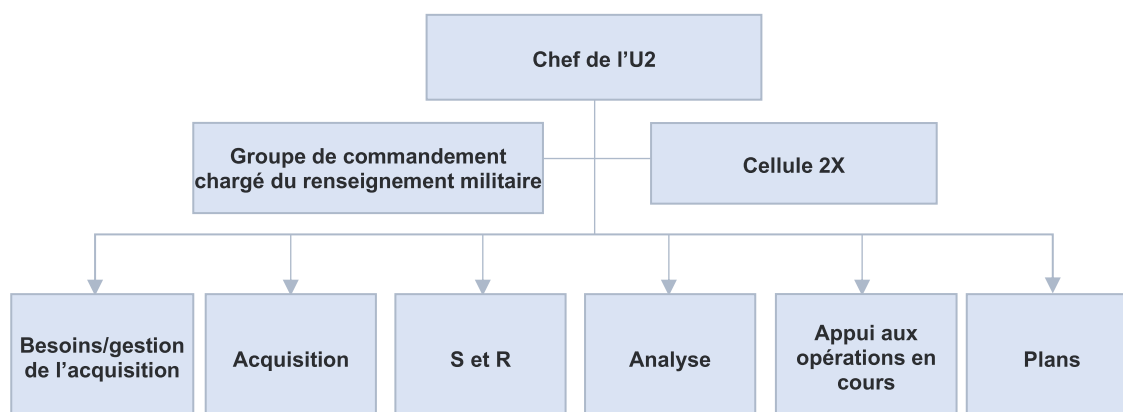 Chef de l’U2
Groupe de commandement
chargé du renseignement militaire
Cellule 2X
Besoins/gestion
de l’acquisition
Acquisition
S et R
Analyse
Appui aux
opérations en
cours
Plans